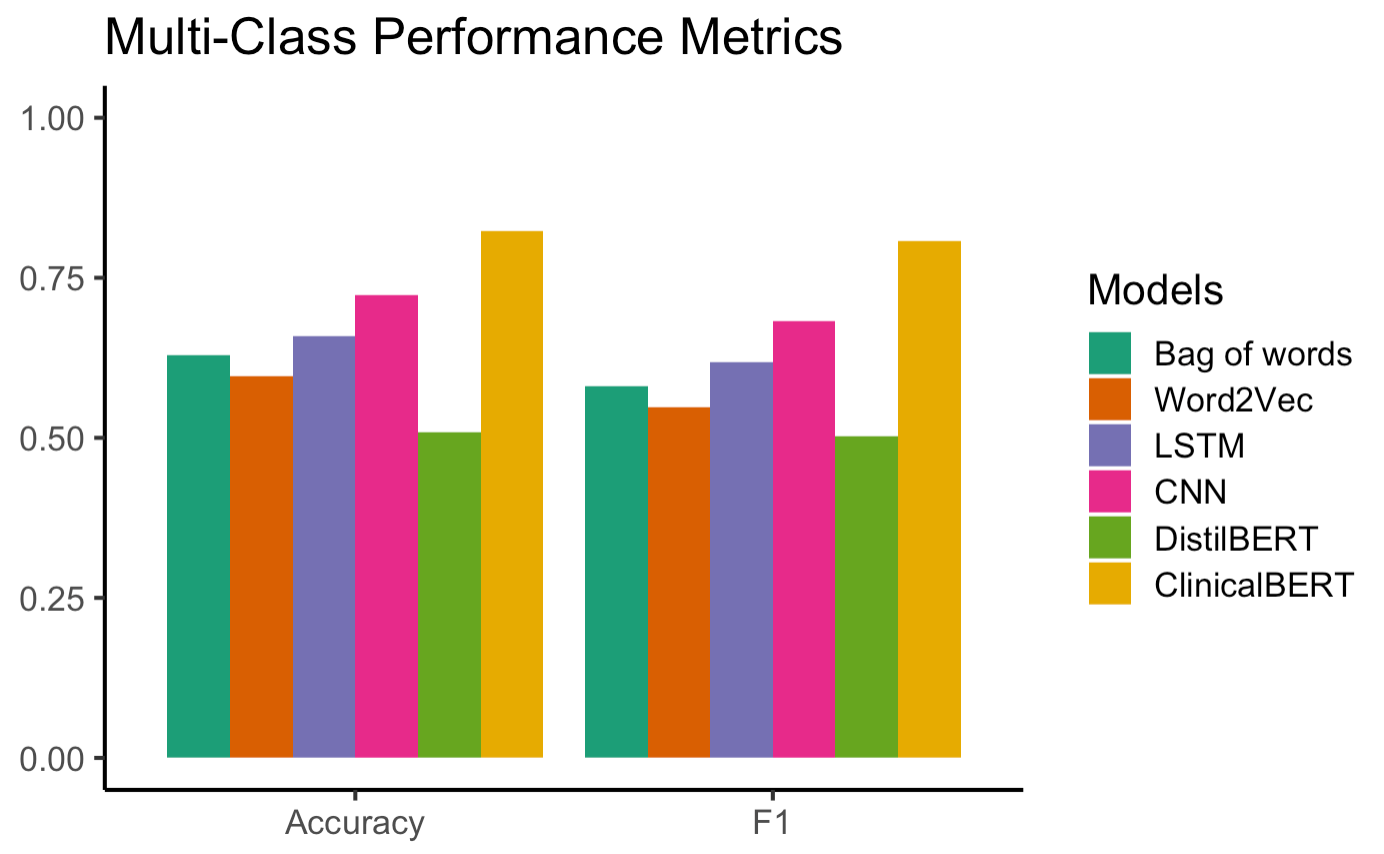 Multi-Class Performance Metrics
1.00
0.75
0.50
0.25
0.00
Accuracy
F1
Models
Bag of words
Word2Vec
LSTM
CNN
DistilBERT
ClinicalBERT